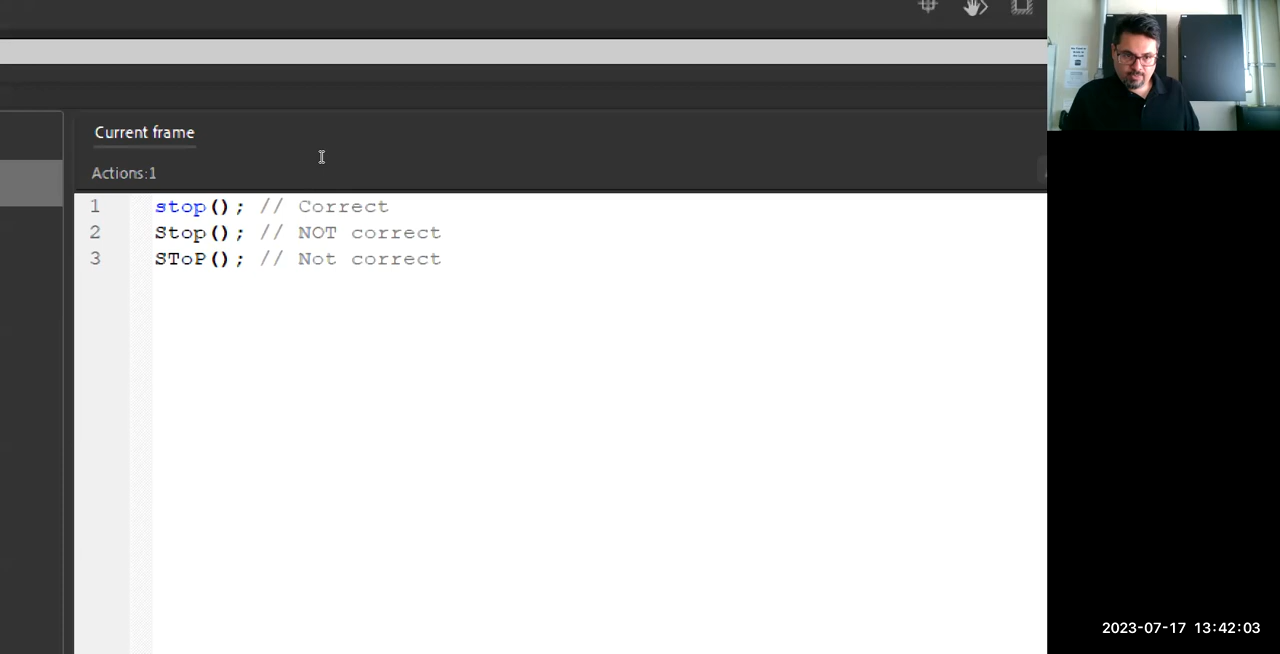 Current frame
Actions:1
1 stop(); // Correct
2 Stop(); // NOT correct
3 SToP(); // Not correct
2023-07-17 13:42:03